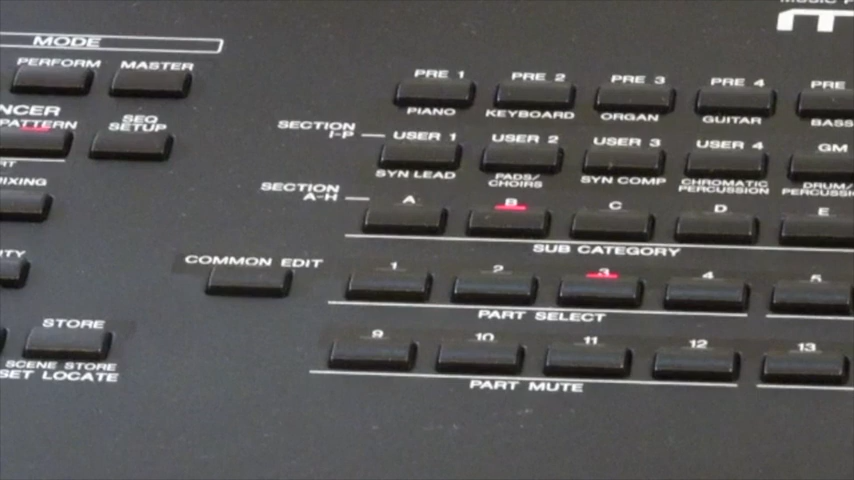 MODE
PERFORM MASTER
PATTERN SEQ SETUP
STORE
SCENE STORE
SET LOCATE
COMMON EDIT
PRE 1 PRE 2 PRE 3 PRE 4 PRE
PIANO KEYBOARD ORGAN GUITAR BASS
SECTION I-P USER 1 USER 2 USER 3 USER 4 GM
SYN LEAD PADS/CHOIRS SYN COMP CHROMATIC PERCUSSION DRUM/
SECTION A-H A B C D E
SUB CATEGORY
1 2 3 4 5
PART SELECT
9 10 11 12 13
PART MUTE